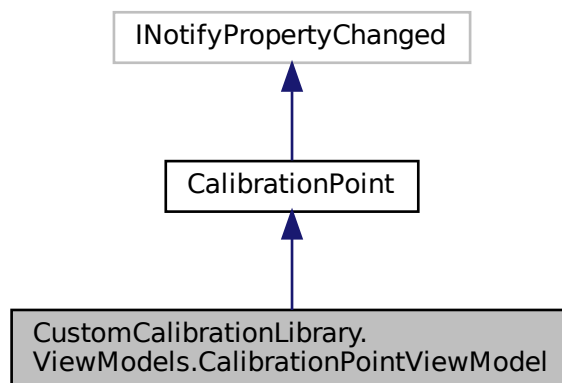 INotifyPropertyChanged
CalibrationPoint
CustomCalibrationLibrary.
ViewModels.CalibrationPointViewModel